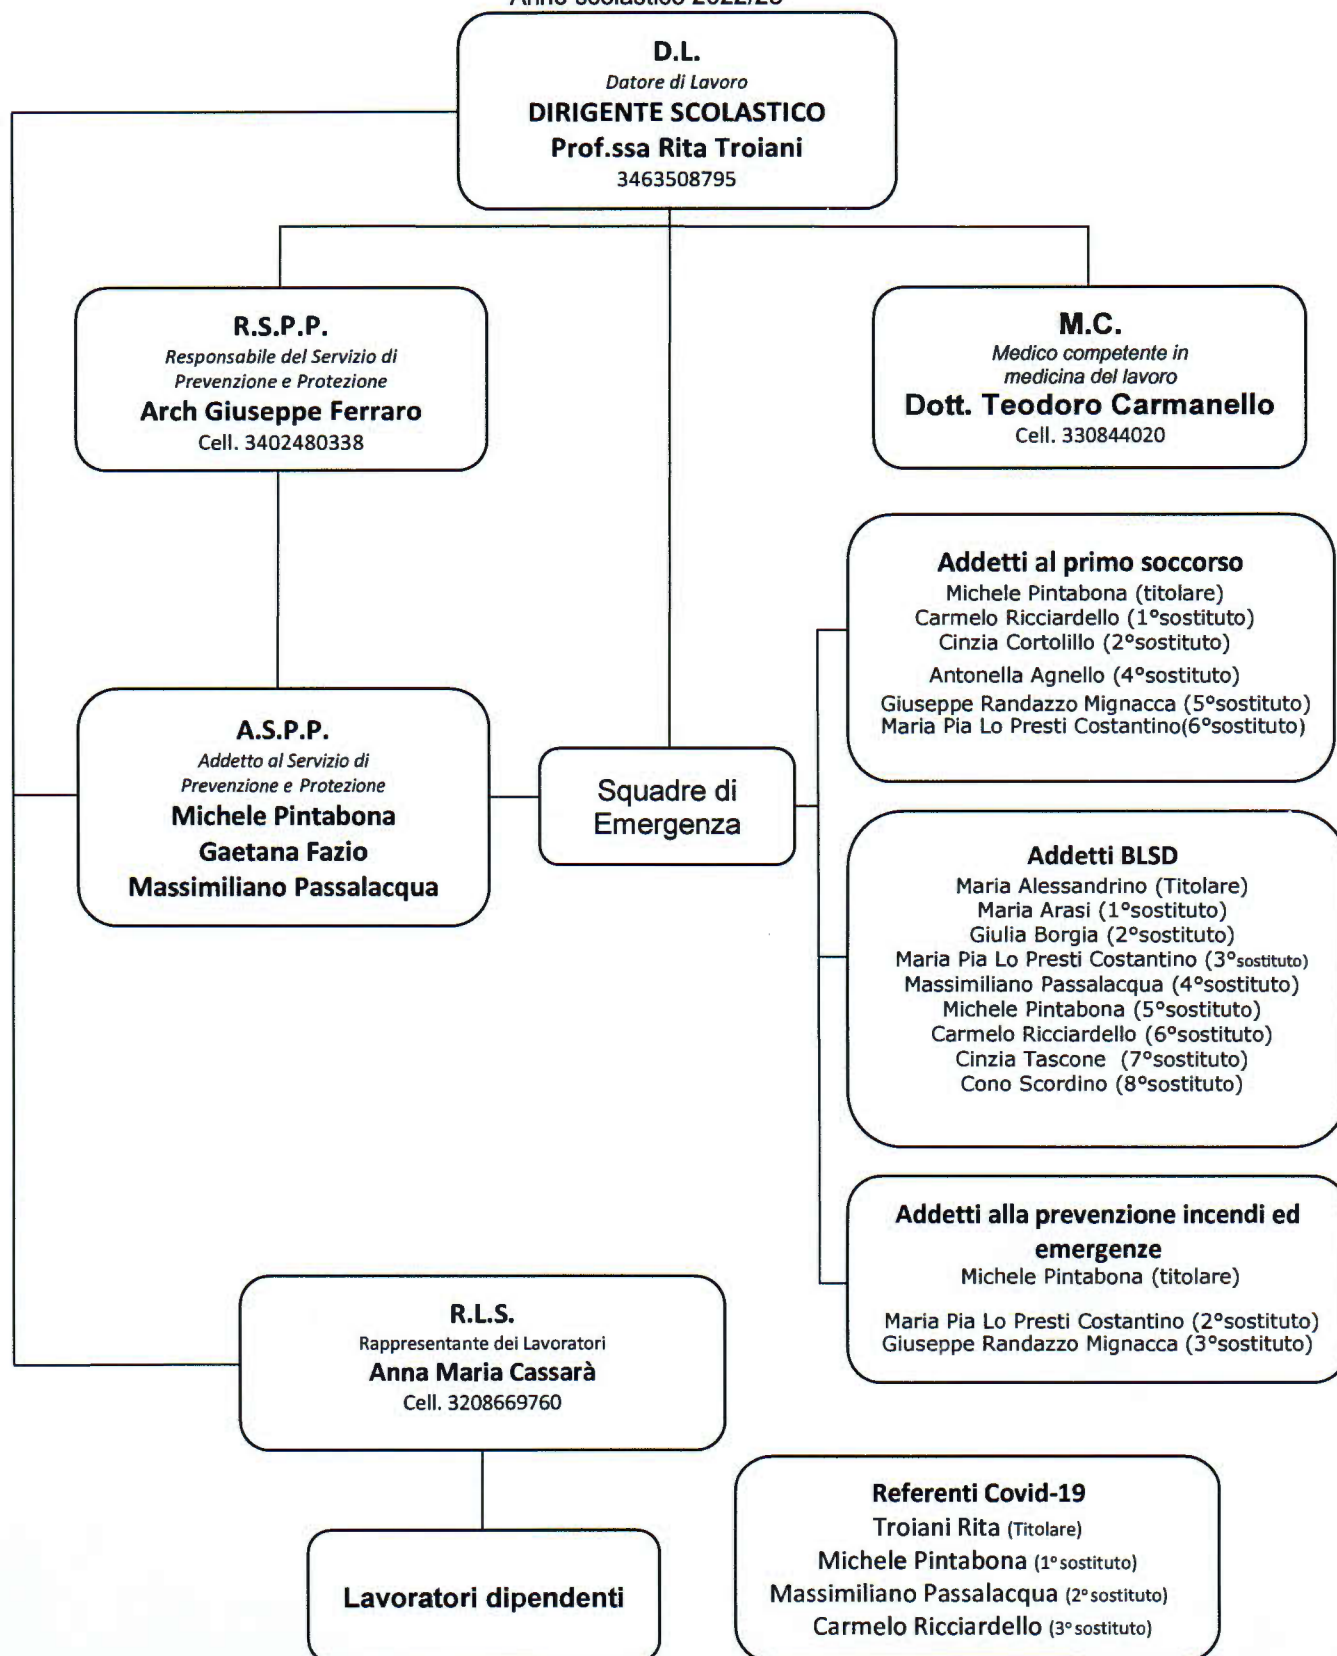 Anno scolastico 2022/23
D.L.
Datore di Lavoro
DIRIGENTE SCOLASTICO
Prof.ssa Rita Troiani
3463508795
R.S.P.P.
Responsabile del Servizio di
Prevenzione e Protezione
Arch Giuseppe Ferraro
Cell. 3402480338
M.C.
Medico competente in
medicina del lavoro
Dott. Teodoro Carmanello
Cell. 330844020
Addetti al primo soccorso
Michele Pintabona (titolare)
Carmelo Ricciardello (1°sostituto)
Cinzia Cortolillo (2°sostituto)
Antonella Agnello (4°sostituto)
Giuseppe Randazzo Mignacca (5°sostituto)
Maria Pia Lo Presti Costantino(6°sostituto)
A.S.P.P.
Addetto al Servizio di
Prevenzione e Protezione
Michele Pintabona
Gaetana Fazio
Massimiliano Passalacqua
Squadre di
Emergenza
Addetti BLSD
Maria Alessandrino (Titolare)
Maria Arasi (1°sostituto)
Giulia Borgia (2°sostituto)
Maria Pia Lo Presti Costantino (3°sostituto)
Massimiliano Passalacqua (4°sostituto)
Michele Pintabona (5°sostituto)
Carmelo Ricciardello (6°sostituto)
Cinzia Tascone (7°sostituto)
Cono Scordino (8°sostituto)
Addetti alla prevenzione incendi ed
emergenze
Michele Pintabona (titolare)
Maria Pia Lo Presti Costantino (2°sostituto)
Giuseppe Randazzo Mignacca (3°sostituto)
R.L.S.
Rappresentante dei Lavoratori
Anna Maria Cassarà
Cell. 3208669760
Lavoratori dipendenti
Referenti Covid-19
Troiani Rita (Titolare)
Michele Pintabona (1° sostituto)
Massimiliano Passalacqua (2° sostituto)
Carmelo Ricciardello (3° sostituto)